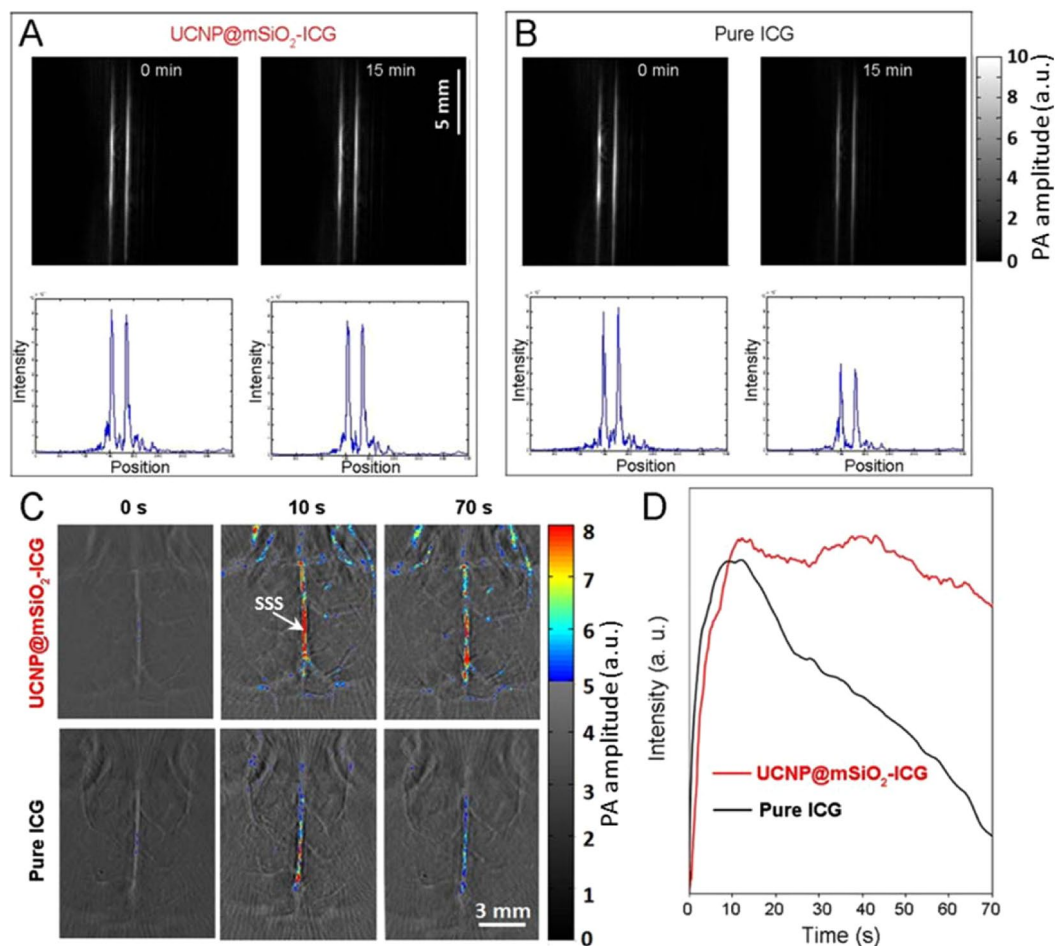 A
UCNP@mSiO₂-ICG
0 min
15 min
5 mm
Intensity
Position
Intensity
Position
B
Pure ICG
0 min
15 min
10
8
6
4
2
0
PA amplitude (a.u.)
Intensity
Position
Intensity
Position
C
0 s
10 s
70 s
UCNP@mSiO₂-ICG
SSS
Pure ICG
3 mm
8
7
6
5
4
3
2
1
0
PA amplitude (a.u.)
D
Intensity (a. u.)
UCNP@mSiO₂-ICG
Pure ICG
0 10 20 30 40 50 60 70
Time (s)